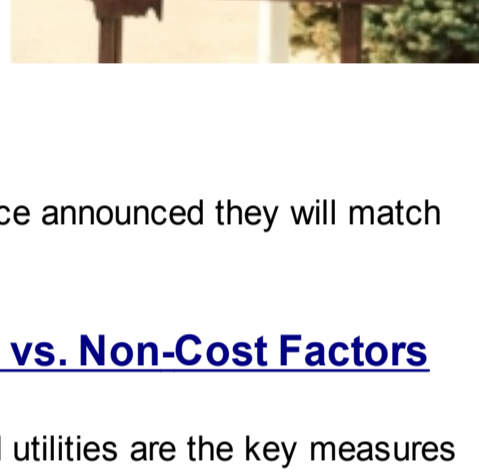 ce announced they will match
vs. Non-Cost Factors
utilities are the key measures